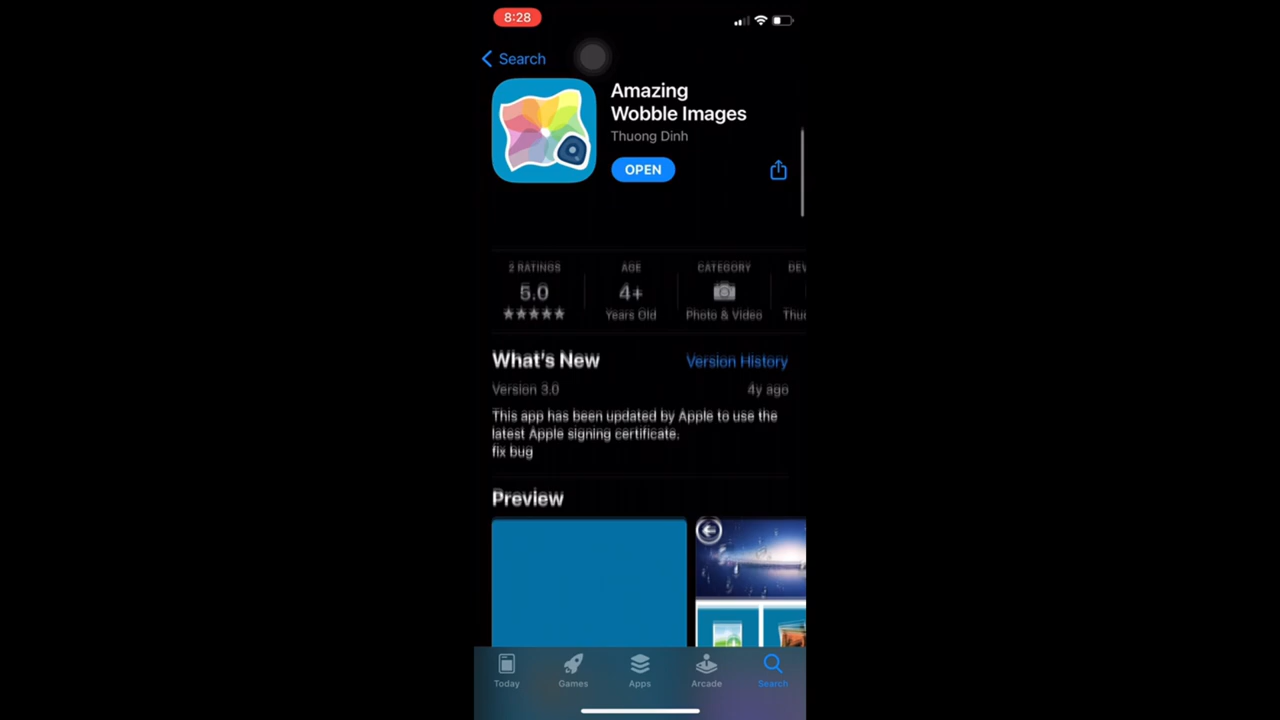 8:28
Search
Amazing
Wobble Images
Thuong Dinh
OPEN
2 RATINGS
AGE
CATEGORY
5.0
4+
★★★★★
Years Old
Photo & Video
What's New
Version History
Version 3.0
4y ago
This app has been updated by Apple to use the
latest Apple signing certificate.
fix bug
Preview
Today
Games
Apps
Arcade
Search